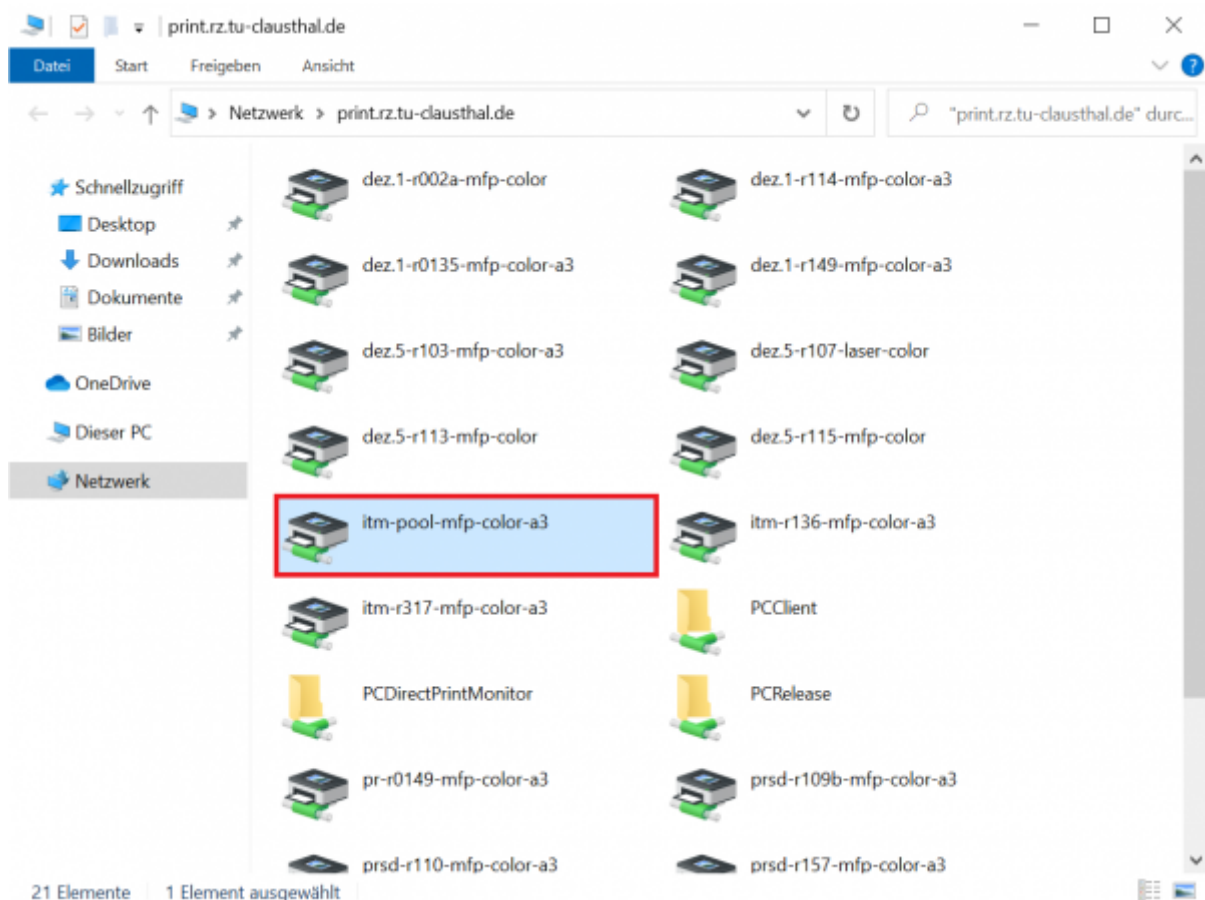 print.rz.tu-clausthal.de
Datei Start Freigeben Ansicht
Netzwerk > print.rz.tu-clausthal.de
"print.rz.tu-clausthal.de" durc...
Schnellzugriff
Desktop
Downloads
Dokumente
Bilder
OneDrive
Dieser PC
Netzwerk
dez.1-r002a-mfp-color dez.1-r114-mfp-color-a3
dez.1-r0135-mfp-color-a3 dez.1-r149-mfp-color-a3
dez.5-r103-mfp-color-a3 dez.5-r107-laser-color
dez.5-r113-mfp-color dez.5-r115-mfp-color
itm-pool-mfp-color-a3 itm-r136-mfp-color-a3
itm-r317-mfp-color-a3 PCClient
PCDirectPrintMonitor PCRelease
pr-r0149-mfp-color-a3 prsd-r109b-mfp-color-a3
prsd-r110-mfp-color-a3 prsd-r157-mfp-color-a3
21 Elemente 1 Element ausgewählt